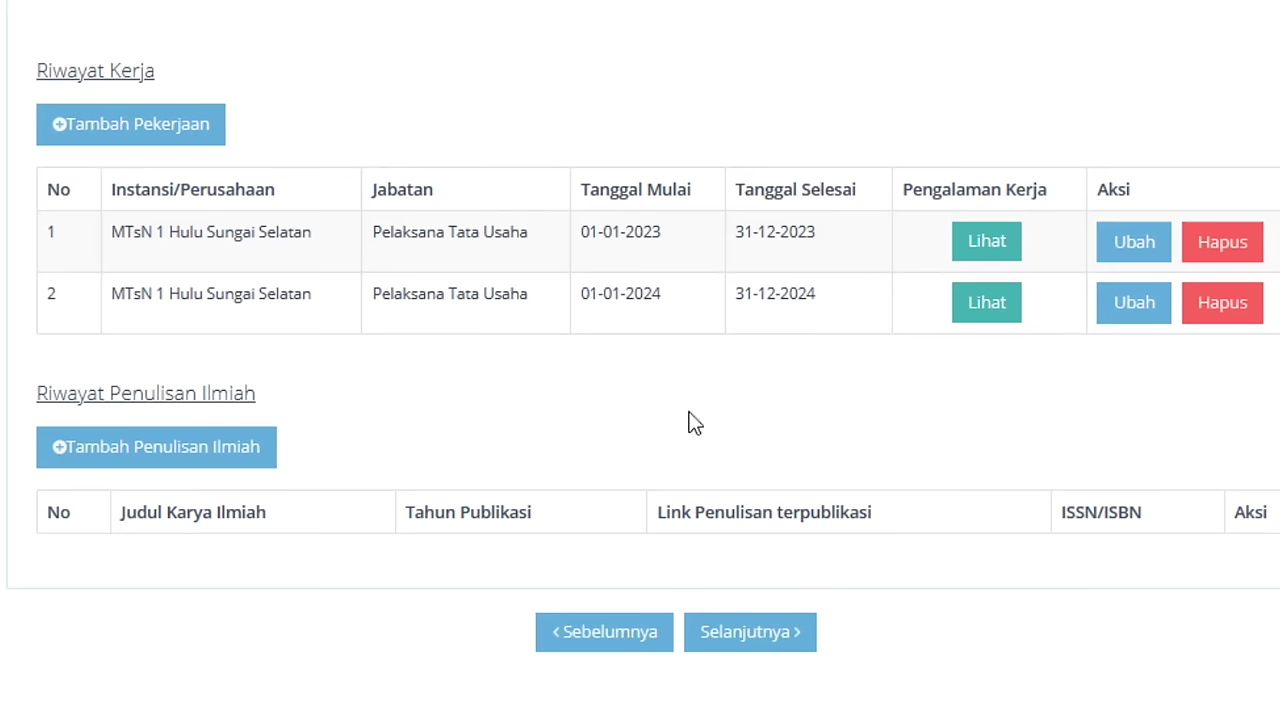 Riwayat Kerja
Tambah Pekerjaan
No Instansi/Perusahaan Jabatan Tanggal Mulai Tanggal Selesai Pengalaman Kerja Aksi
1 MTsN 1 Hulu Sungai Selatan Pelaksana Tata Usaha 01-01-2023 31-12-2023 Lihat Ubah Hapus
2 MTsN 1 Hulu Sungai Selatan Pelaksana Tata Usaha 01-01-2024 31-12-2024 Lihat Ubah Hapus
Riwayat Penulisan Ilmiah
Tambah Penulisan Ilmiah
No Judul Karya Ilmiah Tahun Publikasi Link Penulisan terpublikasi ISSN/ISBN Aksi
< Sebelumnya Selanjutnya >